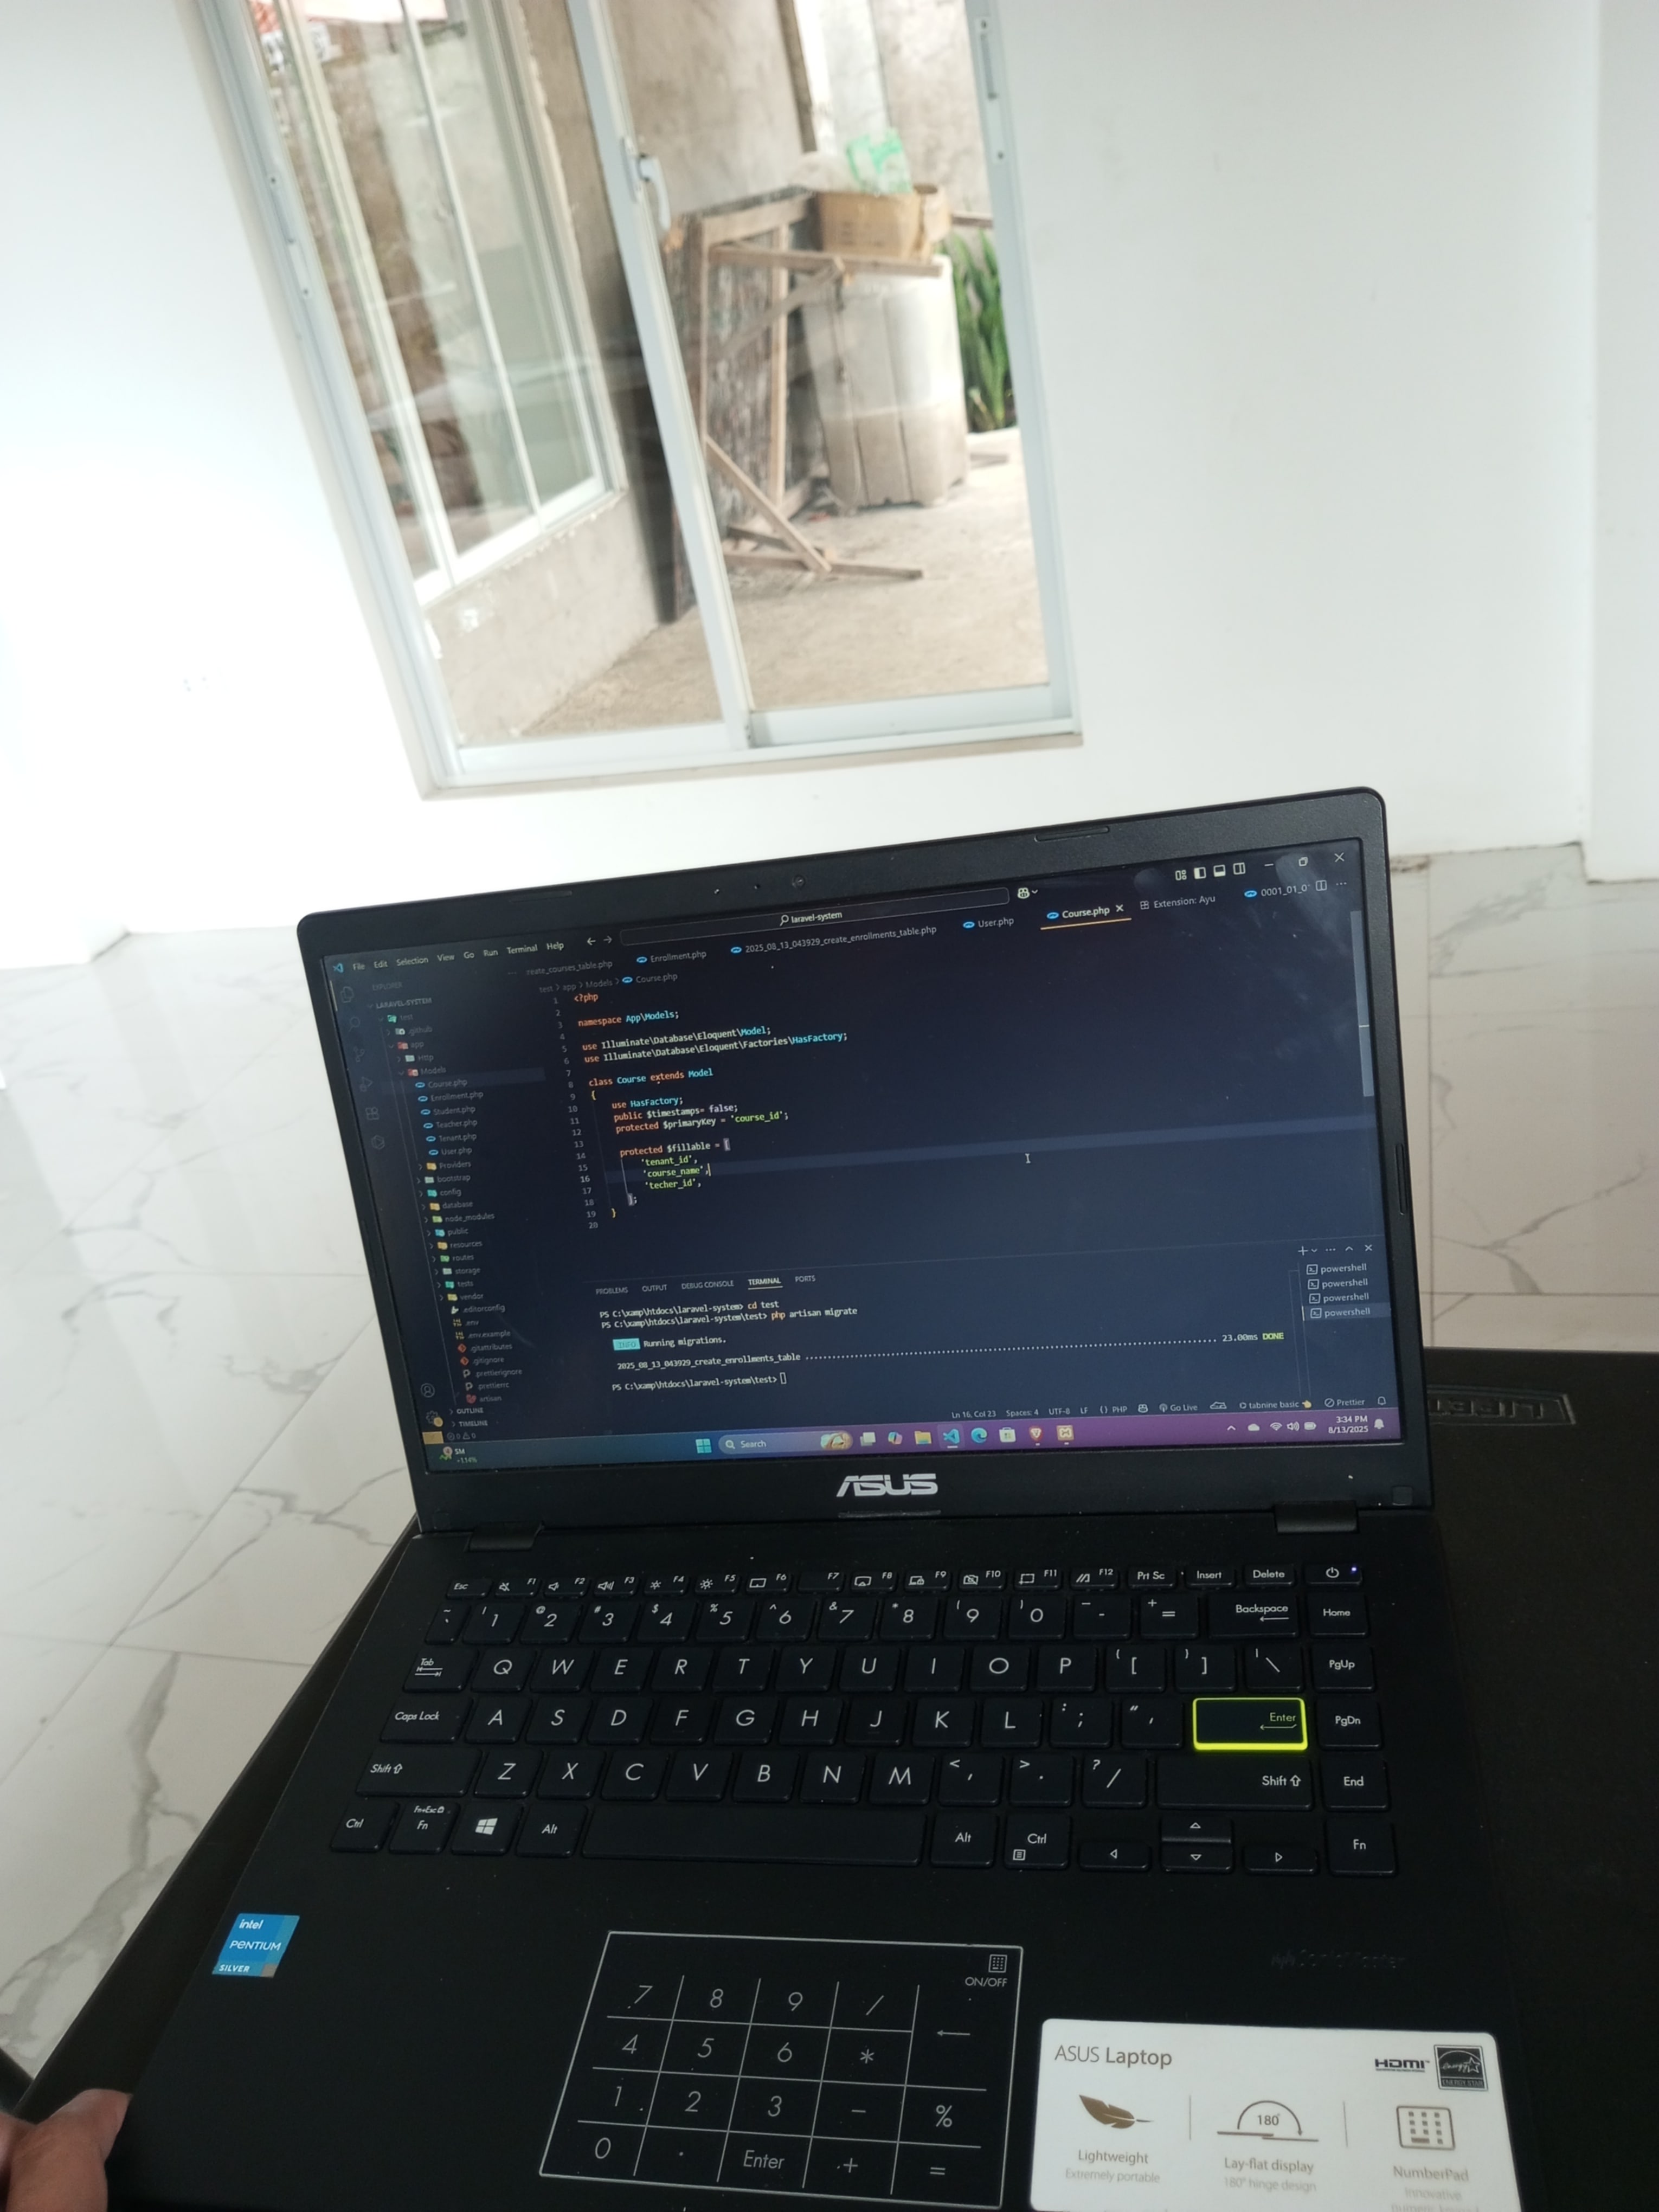 File Edit Selection View Go Run Terminal Help
laravel-system
reate_courses_table.php
Enrollment.php
2025_08_13_043929_create_enrollments_table.php
User.php
Course.php
Extension: Ayu
0001_01_0
EXPLORER
LARAVEL-SYSTEM
test
.github
app
Http
Models
Course.php
Enrollment.php
Student.php
Teacher.php
Tenant.php
User.php
Providers
bootstrap
config
database
node_modules
public
resources
routes
storage
tests
vendor
.editorconfig
.env
.env.example
.gitattributes
.gitignore
.prettierignore
.prettierrc
artisan
OUTLINE
TIMELINE
test > app > Models > Course.php
1 <?php
2
3 namespace App\Models;
4
5 use Illuminate\Database\Eloquent\Model;
6 use Illuminate\Database\Eloquent\Factories\HasFactory;
7
8 class Course extends Model
9 {
10 use HasFactory;
11 public $timestamps= false;
12 protected $primaryKey = 'course_id';
13
14 protected $fillable = [
15 'tenant_id',
16 'course_name',
17 'techer_id',
18 ];
19 }
20
PROBLEMS OUTPUT DEBUG CONSOLE TERMINAL PORTS
PS C:\xamp\htdocs\laravel-system> cd test
PS C:\xamp\htdocs\laravel-system\test> php artisan migrate
INFO Running migrations.
2025_08_13_043929_create_enrollments_table ........ 23.00ms DONE
PS C:\xamp\htdocs\laravel-system\test>
powershell
powershell
powershell
powershell
0 0
Ln 16, Col 23 Spaces: 4 UTF-8 LF {} PHP Go Live tabnine basic Prettier
SM
+1.14%
Search
3:34 PM
8/13/2025
ASUS
Esc F1 F2 F3 F4 F5 F6 F7 F8 F9 F10 F11 F12 Prt Sc Insert Delete
~ ! 1 @ 2 # 3 $ 4 % 5 ^ 6 & 7 * 8 ( 9 ) 0 _ - + = Backspace Home
Tab Q W E R T Y U I O P { [ } ] | \ PgUp
Caps Lock A S D F G H J K L : ; " ' Enter PgDn
Shift Z X C V B N M < , > . ? / Shift End
Ctrl Fn+Esc Fn Alt Alt Ctrl Fn
intel
PENTIUM
SILVER
ON/OFF
7 8 9 /
4 5 6 *
1 2 3 - %
0 . Enter + =
ASUS Laptop
HDMI
energy
ENERGY STAR
180°
Lightweight
Extremely portable
Lay-flat display
180° hinge design
NumberPad
Innovative